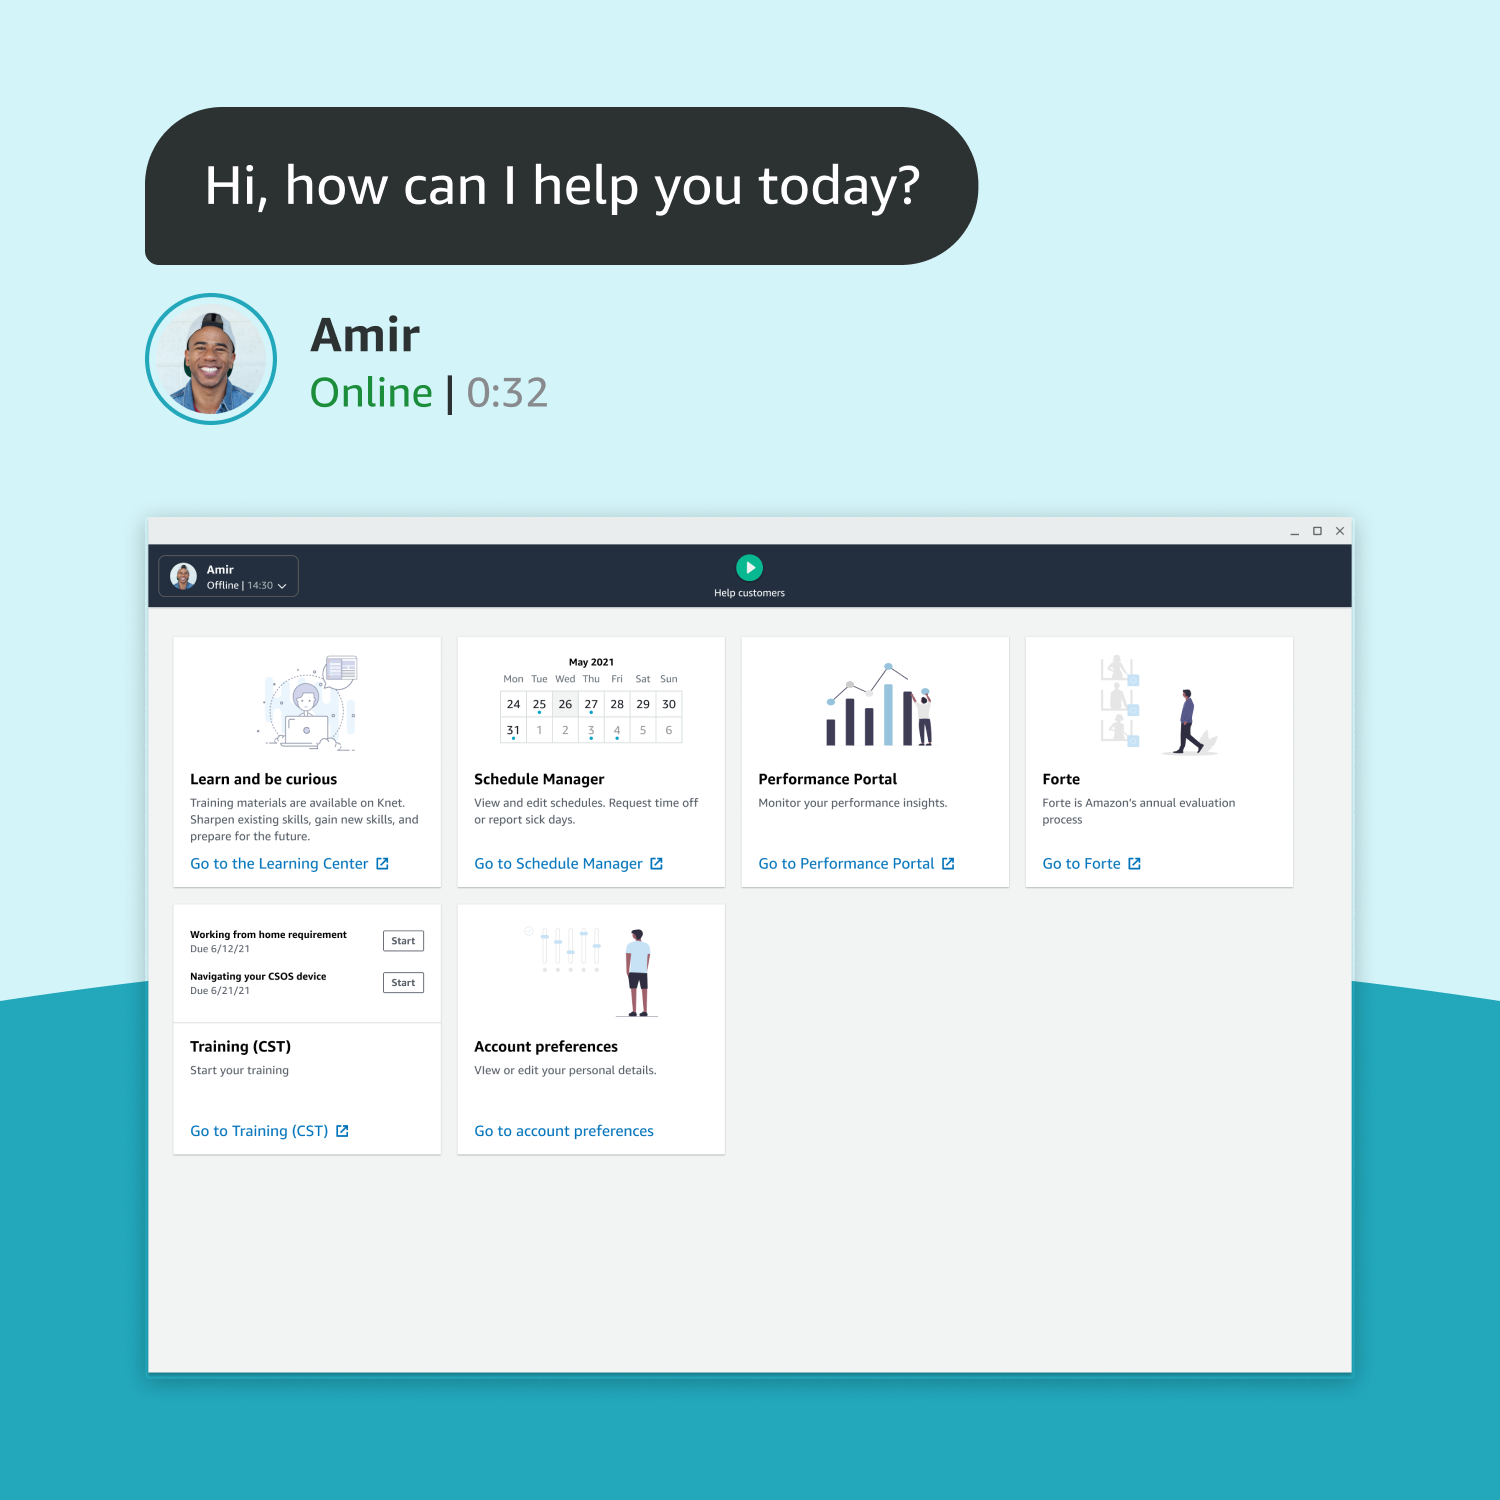 Hi, how can I help you today?
Amir
Online | 0:32
Amir
Offline | 14:30
Help customers
Learn and be curious
Training materials are available on Knet.
Sharpen existing skills, gain new skills, and
prepare for the future.
Go to the Learning Center
May 2021
Mon Tue Wed Thu Fri Sat Sun
24 25 26 27 28 29 30
31 1 2 3 4 5 6
Schedule Manager
View and edit schedules. Request time off
or report sick days.
Go to Schedule Manager
Performance Portal
Monitor your performance insights.
Go to Performance Portal
Forte
Forte is Amazon's annual evaluation
process
Go to Forte
Working from home requirement
Due 6/12/21
Start
Navigating your CSOS device
Due 6/21/21
Start
Training (CST)
Start your training
Go to Training (CST)
Account preferences
VIew or edit your personal details.
Go to account preferences